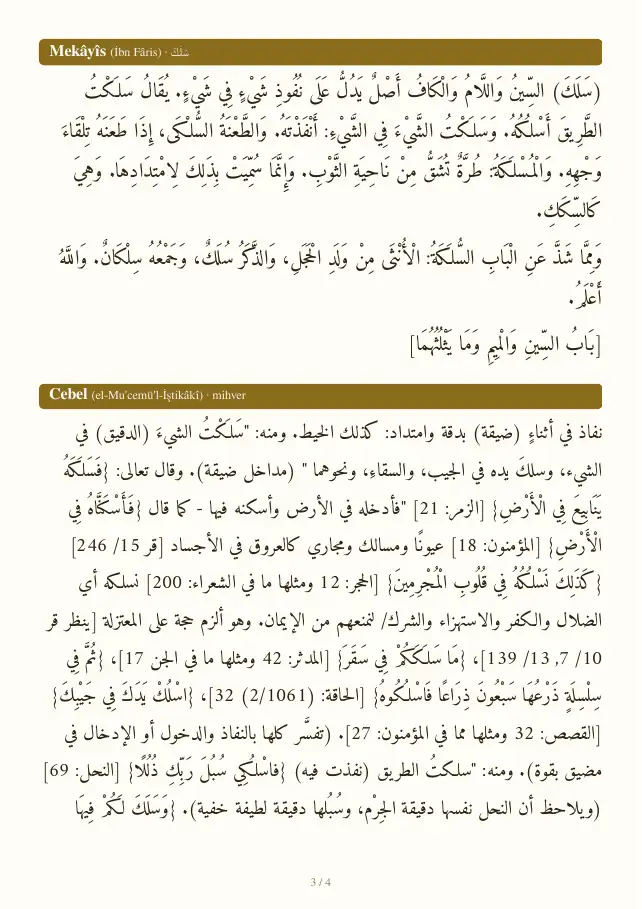 Mekâyîs (İbn Fâris) · سَلَكَ
(سَلَكَ) السِّينُ وَاللَّامُ وَالْكَافُ أَصْلٌ يَدُلُّ عَلَى نُفُوذِ شَيْءٍ فِي شَيْءٍ. يُقَالُ سَلَكْتُ
الطَّرِيقَ أَسْلُكُهُ. وَسَلَكْتُ الشَّيْءَ فِي الشَّيْءِ: أَنْفَذْتَهُ. وَالطَّعْنَةُ السُّلْكَى، إِذَا طَعَنَهُ تِلْقَاءَ
وَجْهِهِ. وَالْمَسْلَكَةُ: طُرَّةٌ تُشَقُّ مِنْ نَاحِيَةِ الثَّوْبِ. وَإِنَّمَا سُمِّيَتْ بِذَلِكَ لِامْتِدَادِهَا. وَهِيَ
كَالسِّكَكِ.
وَمِمَّا شَذَّ عَنِ الْبَابِ السُّلَكَةُ: الْأُنْثَى مِنْ وَلَدِ الْحَجَلِ، وَالذَّكَرُ سُلَكٌ، وَجَمْعُهُ سِلْكَانٌ. وَاللَّهُ
أَعْلَمُ.
[بَابُ السِّينِ وَالْمِيمِ وَمَا يَثْلُثُهُمَا]
Cebel (el-Mu'cemü'l-İştikâkî) · mihver
نفاذ في أثناءٍ (ضيقة) بدقة وامتداد: كذلك الخيط. ومنه: "سَلَكْتُ الشيءَ (الدقيق) في
الشيء، وسلكَ يده في الجيب، والسقاءِ، ونحوهما " (مداخل ضيقة). وقال تعالى: {فَسَلَكَهُ
يَنَابِيعَ فِي الْأَرْضِ} [الزمر: 21] "فأدخله في الأرض وأسكنه فيها - كما قال {فَأَسْكَنَّاهُ فِي
الْأَرْضِ} [المؤمنون: 18] عيونًا ومسالك ومجاري كالعروق في الأجساد [قر 15/ 246]
{كَذَلِكَ نَسْلُكُهُ فِي قُلُوبِ الْمُجْرِمِينَ} [الحجر: 12 ومثلها ما في الشعراء: 200] نسلكه أي
الضلال والكفر والاستهزاء والشرك/ لنمنعهم من الإيمان. وهو ألزم حجة على المعتزلة [ينظر قر
10/ 7, 13/ 139]، {مَا سَلَكَكُمْ فِي سَقَرَ} [المدثر: 42 ومثلها ما في الجن 17]، {ثُمَّ فِي
سِلْسِلَةٍ ذَرْعُهَا سَبْعُونَ ذِرَاعًا فَاسْلُكُوهُ} [الحاقة: (2/1061) 32]، {اسْلُكْ يَدَكَ فِي جَيْبِكَ}
[القصص: 32 ومثلها مما في المؤمنون: 27]. (تفسَّر كلها بالنفاذ والدخول أو الإدخال في
مضيق بقوة). ومنه: "سلكتُ الطريق (نفذت فيه) {فاسْلُكِي سُبُلَ رَبِّكِ ذُلُلًا} [النحل: 69]
(ويلاحظ أن النحل نفسها دقيقة الجِرْم، وسُبُلها دقيقة لطيفة خفية). {وَسَلَكَ لَكُمْ فِيهَا
3 / 4